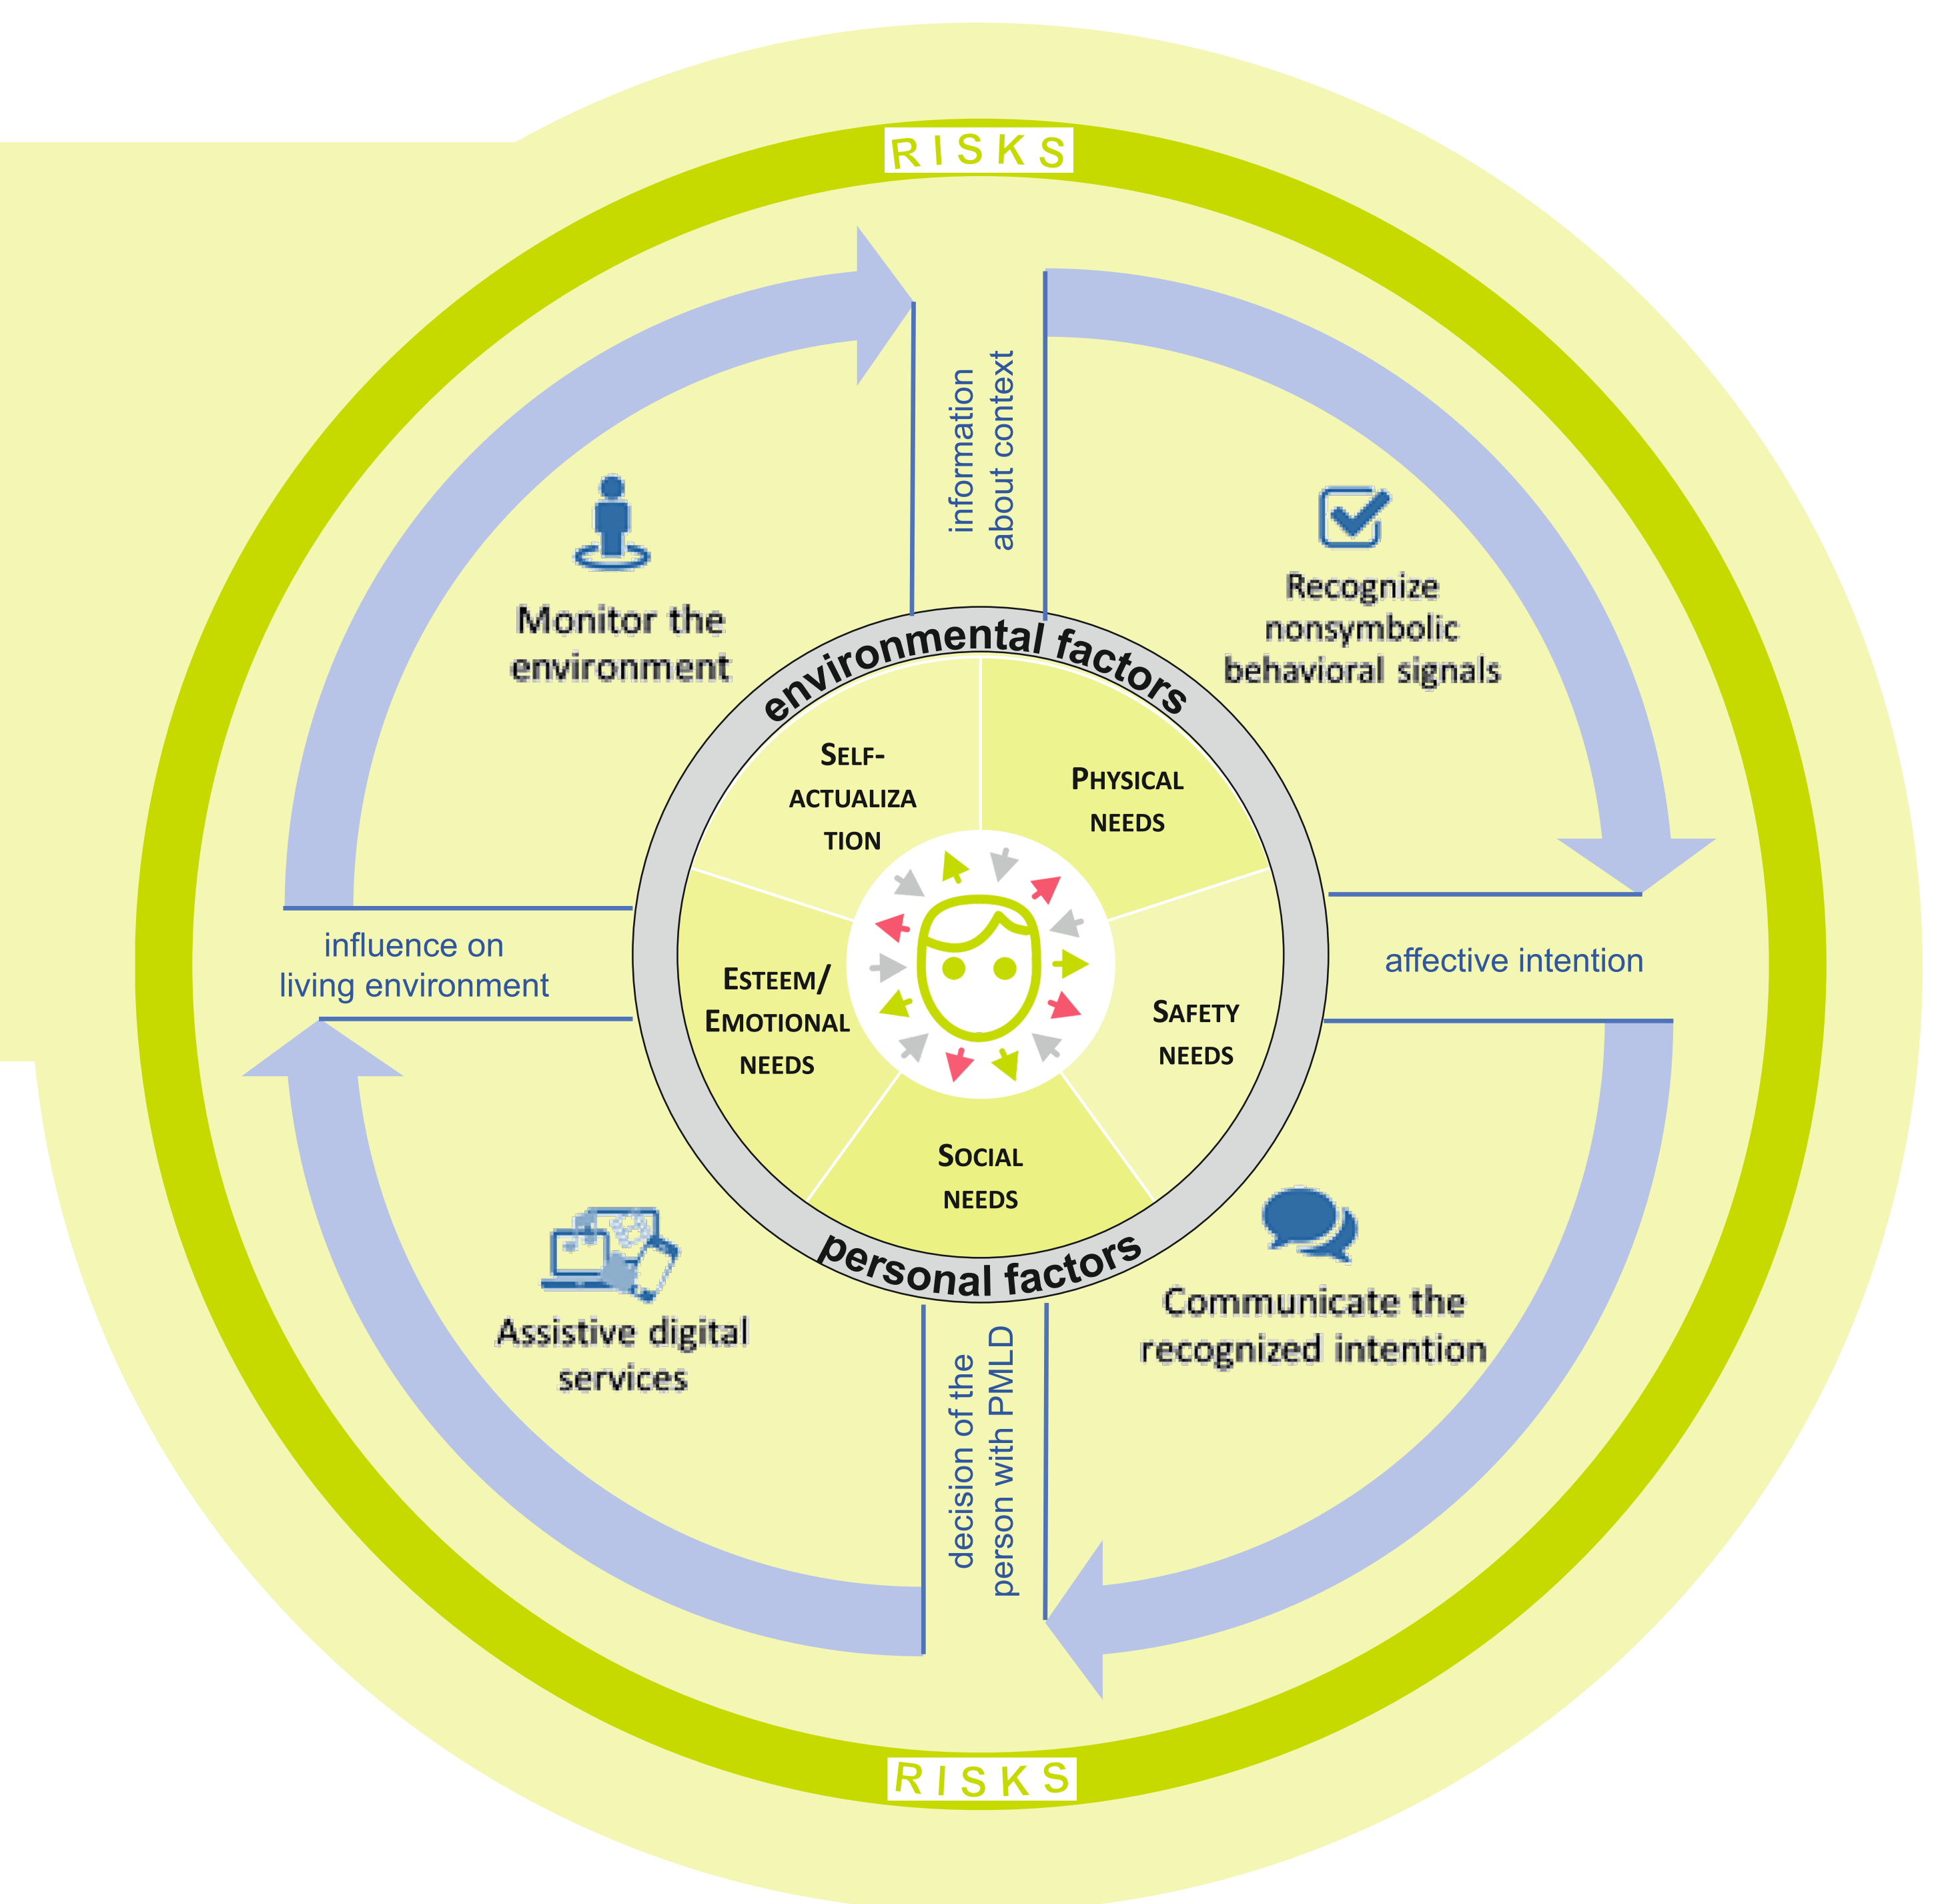 RISKS
information
about context
Monitor the
environment
Recognize
nonsymbolic
behavioral signals
environmental factors
SELF-
ACTUALIZA
TION
PHYSICAL
NEEDS
influence on
living environment
affective intention
ESTEEM/
EMOTIONAL
NEEDS
SAFETY
NEEDS
SOCIAL
NEEDS
personal factors
Assistive digital
services
Communicate the
recognized intention
decision of the
person with PMLD
RISKS